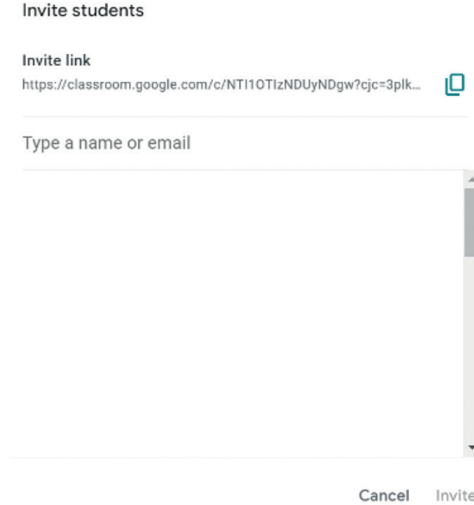 Invite students
Invite link
https://classroom.google.com/c/NTI1OTIzNDUyNDgw?cjc=3plk...
Type a name or email
Cancel Invite